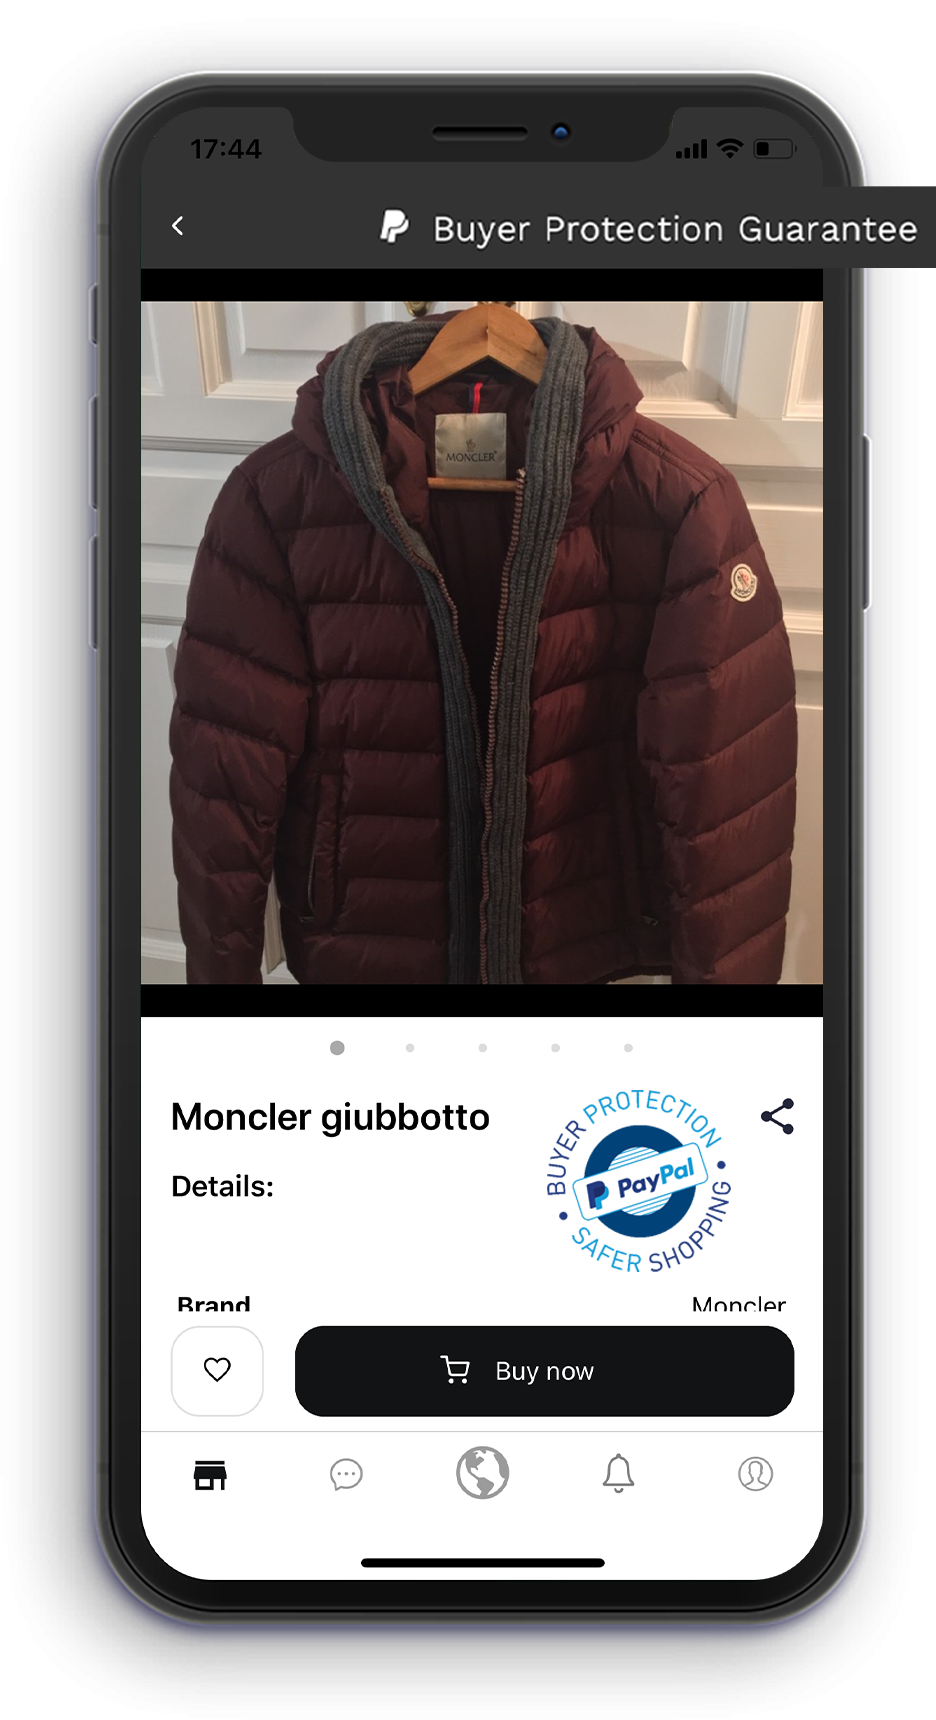 17:44
Buyer Protection Guarantee
MONCLER
Moncler giubbotto
BUYER PROTECTION
PayPal
SAFER SHOPPING
Details:
Brand Moncler
Buy now